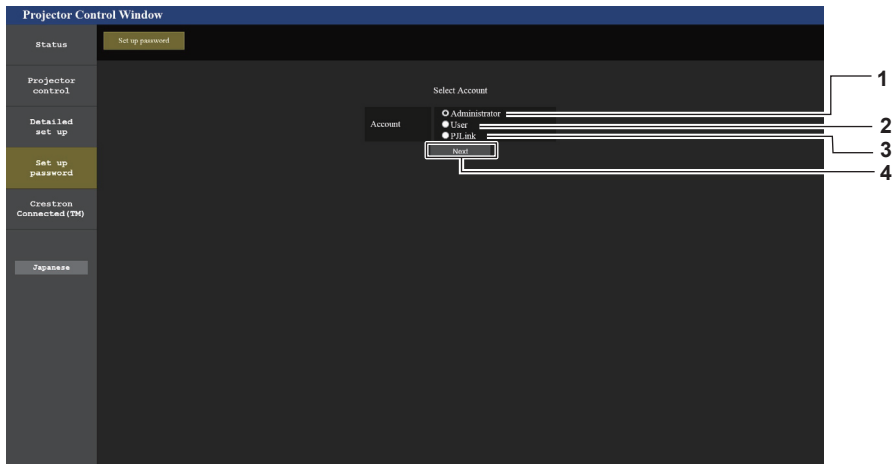 Projector Control Window
Status
Set up password
Projector
control
Detailed
set up
Set up
password
Crestron
Connected(TM)
Japanese
Select Account
Account
Administrator
User
PJLink
Next
1
2
3
4